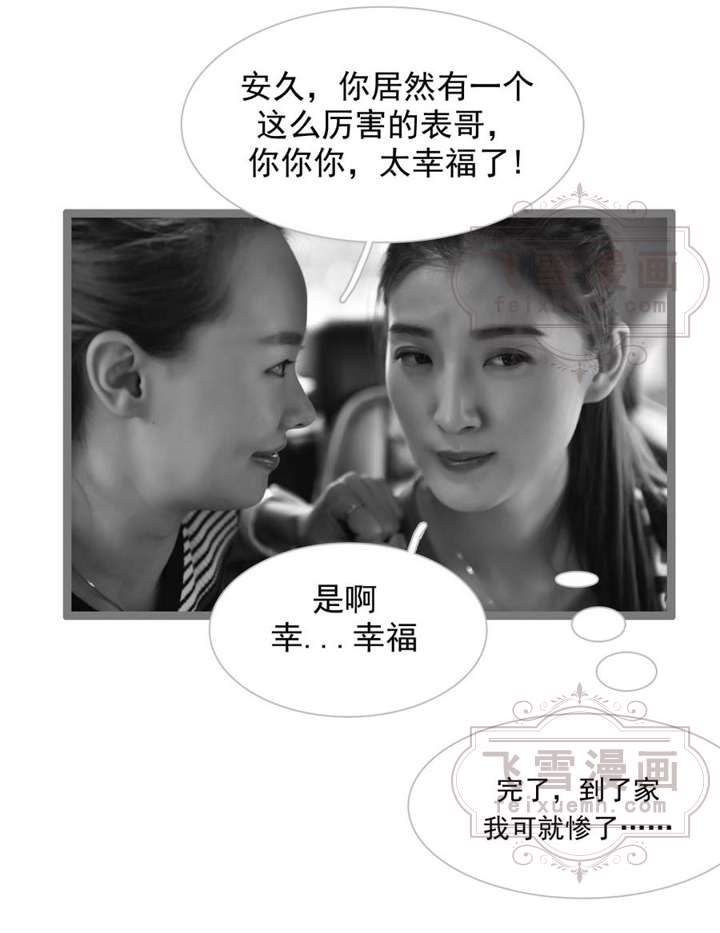 安久，你居然有一个
这么厉害的表哥，
你你你，太幸福了!
飞雪漫画
feixuemh.com
是啊
幸...幸福
飞雪漫画
feixuemh.com
完了，到了家
我可就惨了……